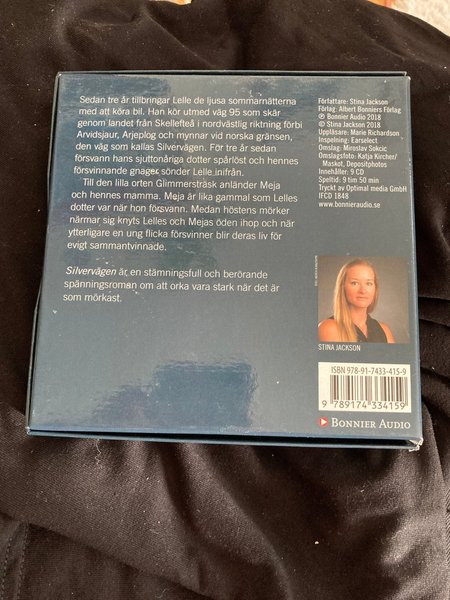 Sedan tre år tillbringar Lelle de ljusa sommarnätterna
med att köra bil. Han kör utmed väg 95 som skär
genom landet från Skellefteå i nordvästlig riktning förbi
Arvidsjaur, Arjeplog och mynnar vid norska gränsen,
den väg som kallas Silvervägen. För tre år sedan
försvann hans sjuttonåriga dotter spårlöst och hennes
försvinnande gnager sönder Lelle inifrån.
Till den lilla orten Glimmersträsk anländer Meja
och hennes mamma. Meja är lika gammal som Lelles
dotter var när hon försvann. Medan höstens mörker
närmar sig knyts Lelles och Mejas öden ihop och när
ytterligare en ung flicka försvinner blir deras liv för
evigt sammantvinnade.
Silvervägen är en stämningsfull och berörande
spänningsroman om att orka vara stark när det är
som mörkast.
Författare: Stina Jackson
Förlag: Albert Bonniers Förlag
℗ Bonnier Audio 2018
© Stina Jackson 2018
Uppläsare: Marie Richardson
Inspelning: Earselect
Omslag: Miroslav Sokcic
Omslagsfoto: Katja Kircher/
Maskot, Depositphotos
Innehåller: 9 CD
Speltid: 9 tim 50 min
Tryckt av Optimal media GmbH
IFCD 1848
www.bonnieraudio.se
STINA JACKSON
ISBN 978-91-7433-415-9
9 789174 334159
BONNIER AUDIO